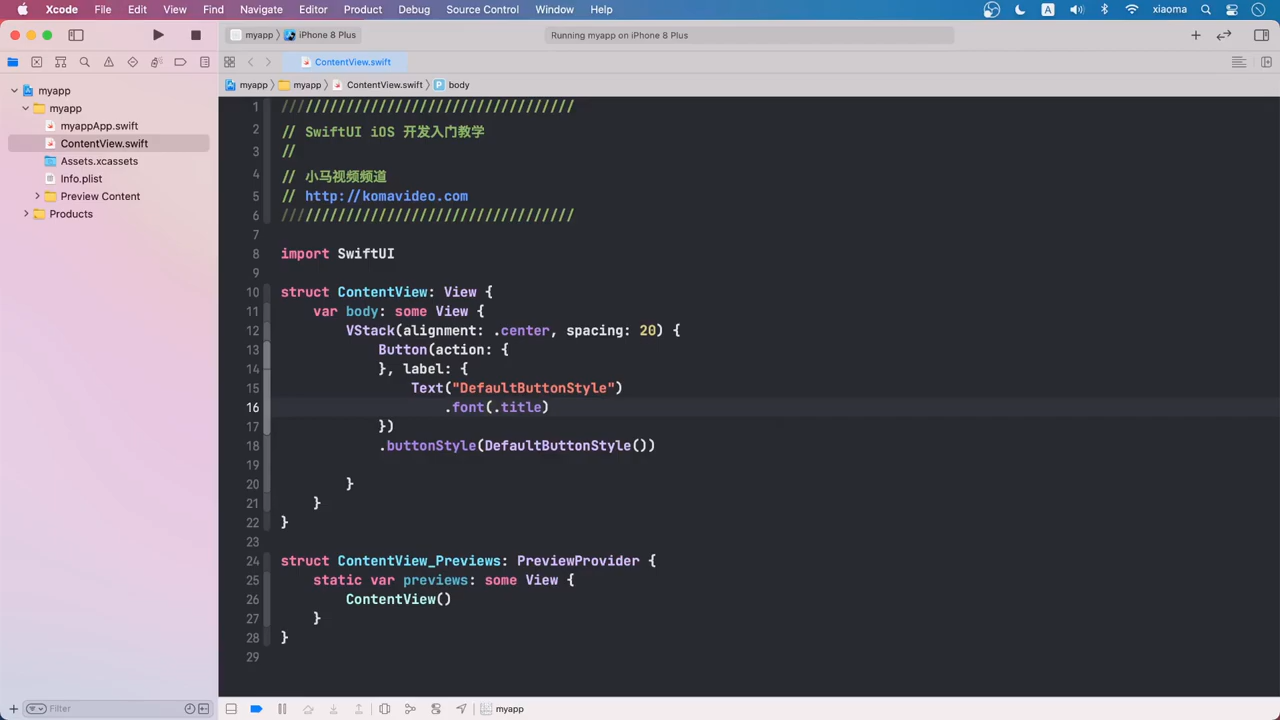 Xcode File Edit View Find Navigate Editor Product Debug Source Control Window Help A xiaoma
myapp iPhone 8 Plus Running myapp on iPhone 8 Plus
ContentView.swift
myapp myapp ContentView.swift P body
myapp
myapp
myappApp.swift
ContentView.swift
Assets.xcassets
Info.plist
Preview Content
Products
1 ////////////////////////////////////
2 // SwiftUI iOS 开发入门教学
3 //
4 // 小马视频频道
5 // http://komavideo.com
6 ////////////////////////////////////
7
8 import SwiftUI
9
10 struct ContentView: View {
11 var body: some View {
12 VStack(alignment: .center, spacing: 20) {
13 Button(action: {
14 }, label: {
15 Text("DefaultButtonStyle")
16 .font(.title)
17 })
18 .buttonStyle(DefaultButtonStyle())
19
20 }
21 }
22 }
23
24 struct ContentView_Previews: PreviewProvider {
25 static var previews: some View {
26 ContentView()
27 }
28 }
29
Filter myapp